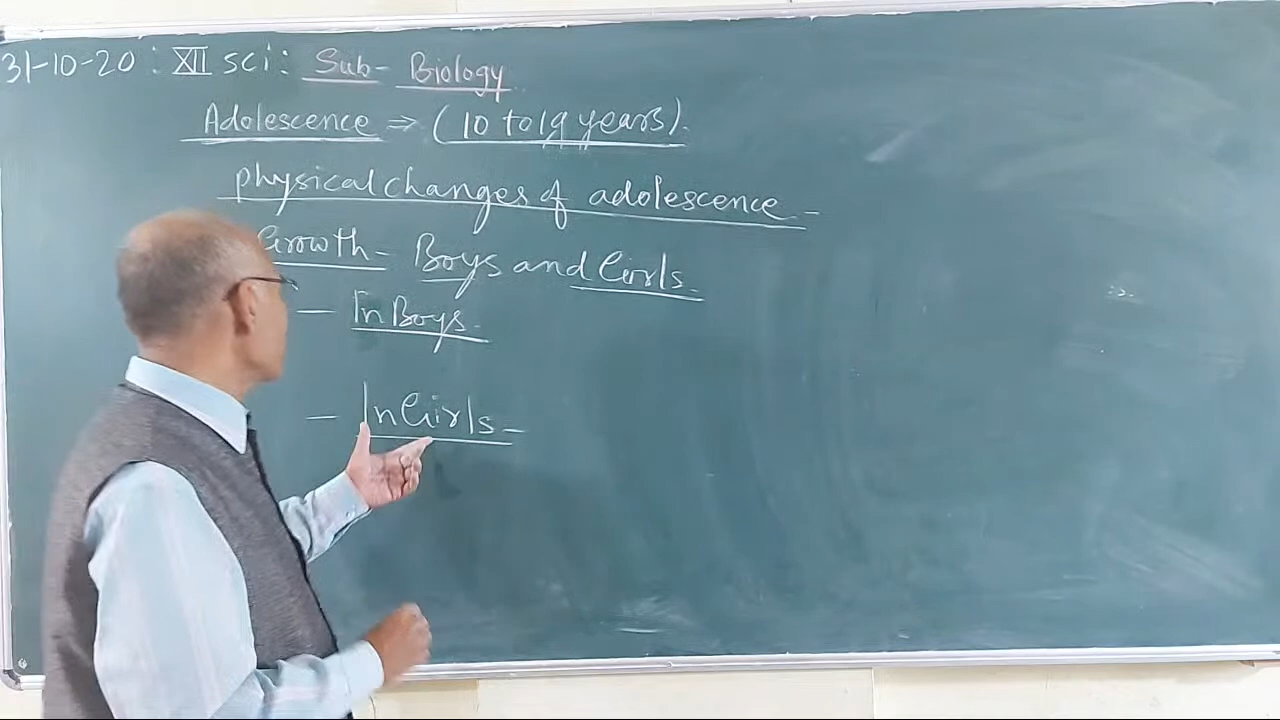 31-10-20 : XII sci : Sub- Biology
Adolescence ⇒ (10 to 19 years).
physical changes of adolescence -
Growth - Boys and Girls.
- In Boys -
- In Girls -